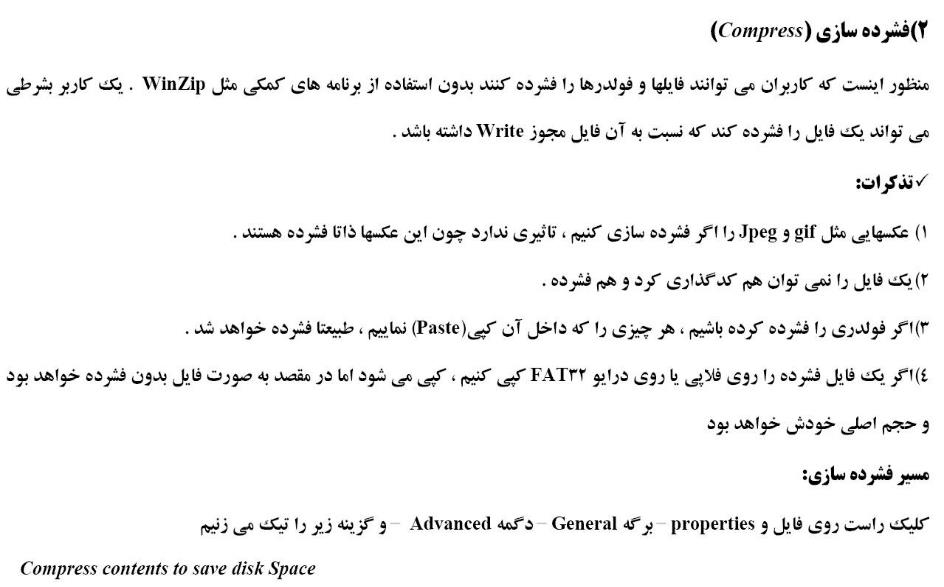 ۲)فشرده سازی (Compress)
منظور اینست که کاربران می توانند فایلها و فولدرها را فشرده کنند بدون استفاده از برنامه های کمکی مثل WinZip . یک کاربر بشرطی
می تواند یک فایل را فشرده کند که نسبت به آن فایل مجوز Write داشته باشد .
✓تذکرات:
۱) عکسهایی مثل gif و Jpeg را اگر فشرده سازی کنیم ، تاثیری ندارد چون این عکسها ذاتا فشرده هستند .
۲)یک فایل را نمی توان هم کدگذاری کرد و هم فشرده .
۳)اگر فولدری را فشرده کرده باشیم ، هر چیزی را که داخل آن کپی(Paste) نماییم ، طبیعتا فشرده خواهد شد .
٤)اگر یک فایل فشرده را روی فلاپی یا روی درایو FAT۳۲ کپی کنیم ، کپی می شود اما در مقصد به صورت فایل بدون فشرده خواهد بود
و حجم اصلی خودش خواهد بود
مسیر فشرده سازی:
کلیک راست روی فایل و properties – برگه General – دگمه Advanced – و گزینه زیر را تیک می زنیم
Compress contents to save disk Space